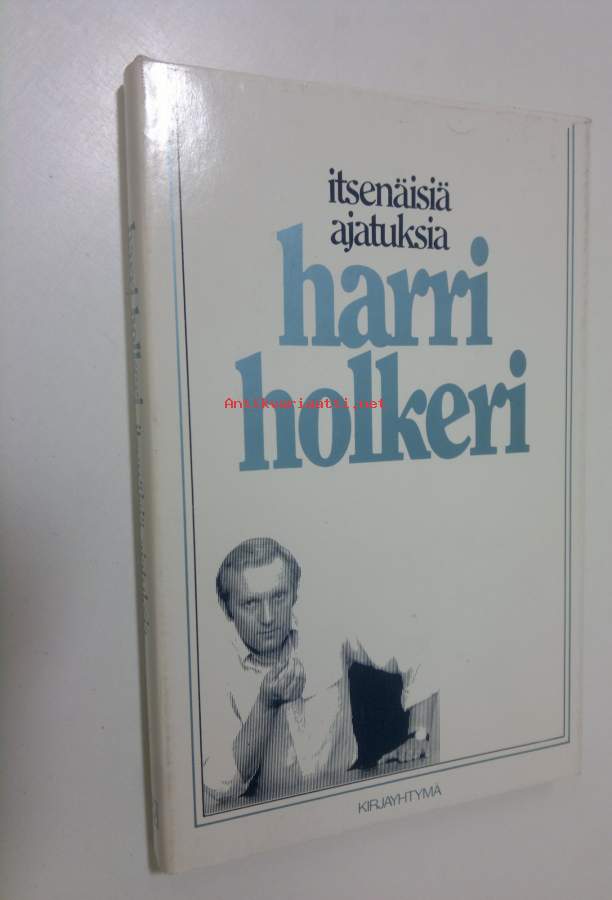 itsenäisiä
ajatuksia
harri
holkeri
Antikvariaatti.net
KIRJAYHTYMÄ